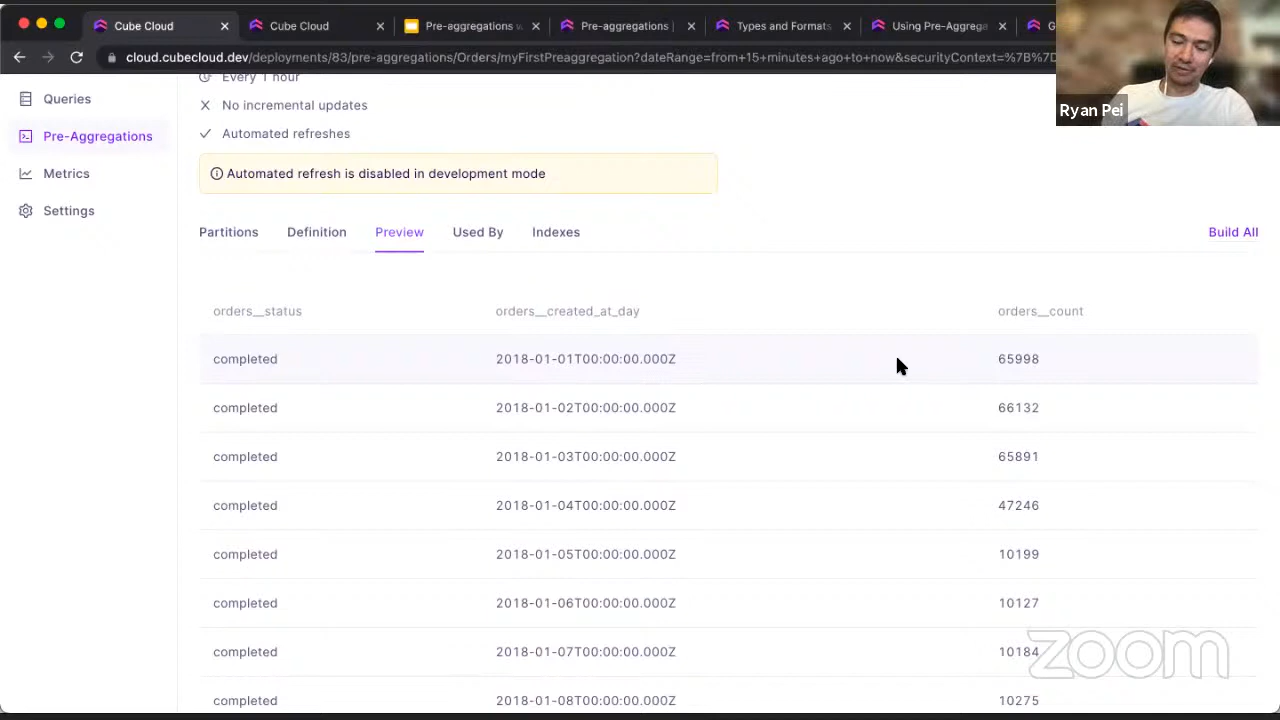 Cube Cloud
Cube Cloud
Pre-aggregations
Pre-aggregations
Types and Formats
Using Pre-Aggrega
cloud.cubecloud.dev/deployments/83/pre-aggregations/Orders/myFirstPreaggregation?dateRange=from+15+minutes+ago+to+now&securityContext=%7B%7D
Ryan Pei
Every 1 hour
Queries
No incremental updates
Pre-Aggregations
Automated refreshes
Metrics
Automated refresh is disabled in development mode
Settings
Partitions Definition Preview Used By Indexes Build All
orders__status orders__created_at_day orders__count
completed 2018-01-01T00:00:00.000Z 65998
completed 2018-01-02T00:00:00.000Z 66132
completed 2018-01-03T00:00:00.000Z 65891
completed 2018-01-04T00:00:00.000Z 47246
completed 2018-01-05T00:00:00.000Z 10199
completed 2018-01-06T00:00:00.000Z 10127
completed 2018-01-07T00:00:00.000Z 10184
zoom
completed 2018-01-08T00:00:00.000Z 10275